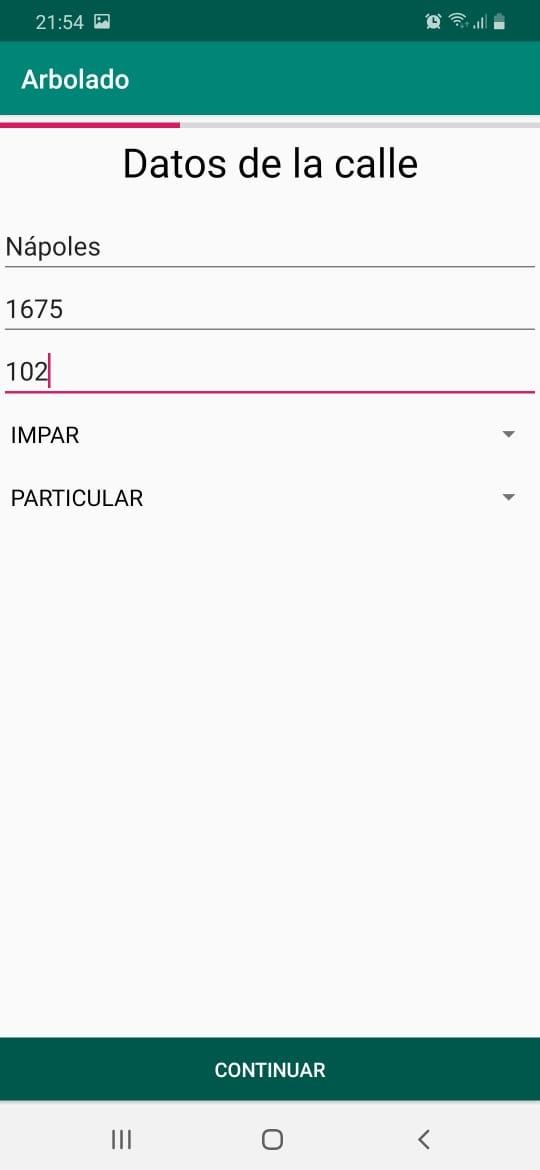 21:54
Arbolado
Datos de la calle
Nápoles
1675
102
IMPAR
PARTICULAR
CONTINUAR